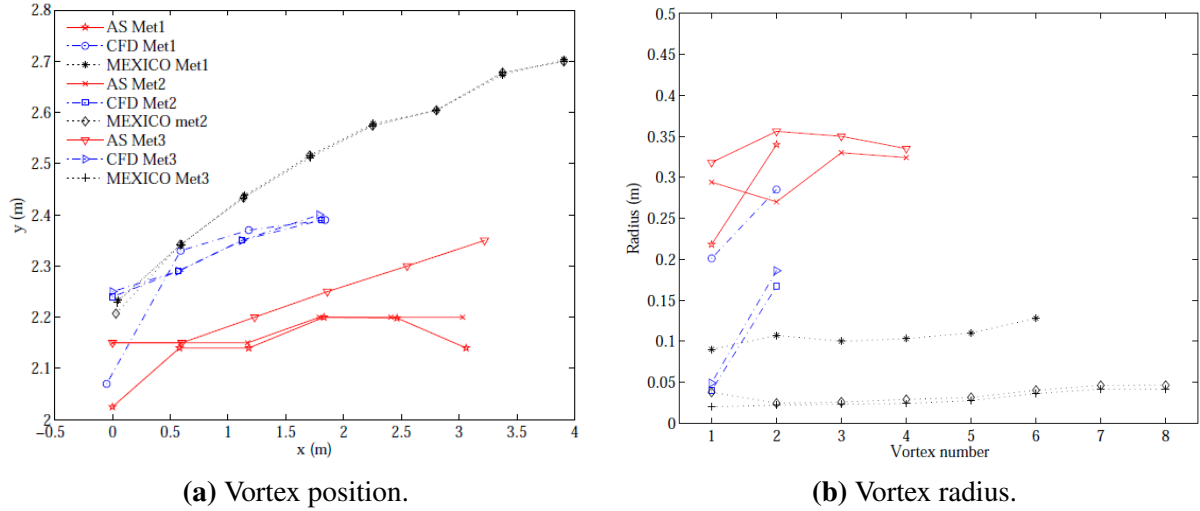 2.8
2.7
2.6
2.5
2.4
2.3
2.2
2.1
2
y (m)
AS Met1
CFD Met1
MEXICO Met1
AS Met2
CFD Met2
MEXICO met2
AS Met3
CFD Met3
MEXICO Met3
-0.5 0 0.5 1 1.5 2 2.5 3 3.5 4
x (m)
(a) Vortex position.
0.5
0.45
0.4
0.35
0.3
0.25
0.2
0.15
0.1
0.05
0
Radius (m)
1 2 3 4 5 6 7 8
Vortex number
(b) Vortex radius.